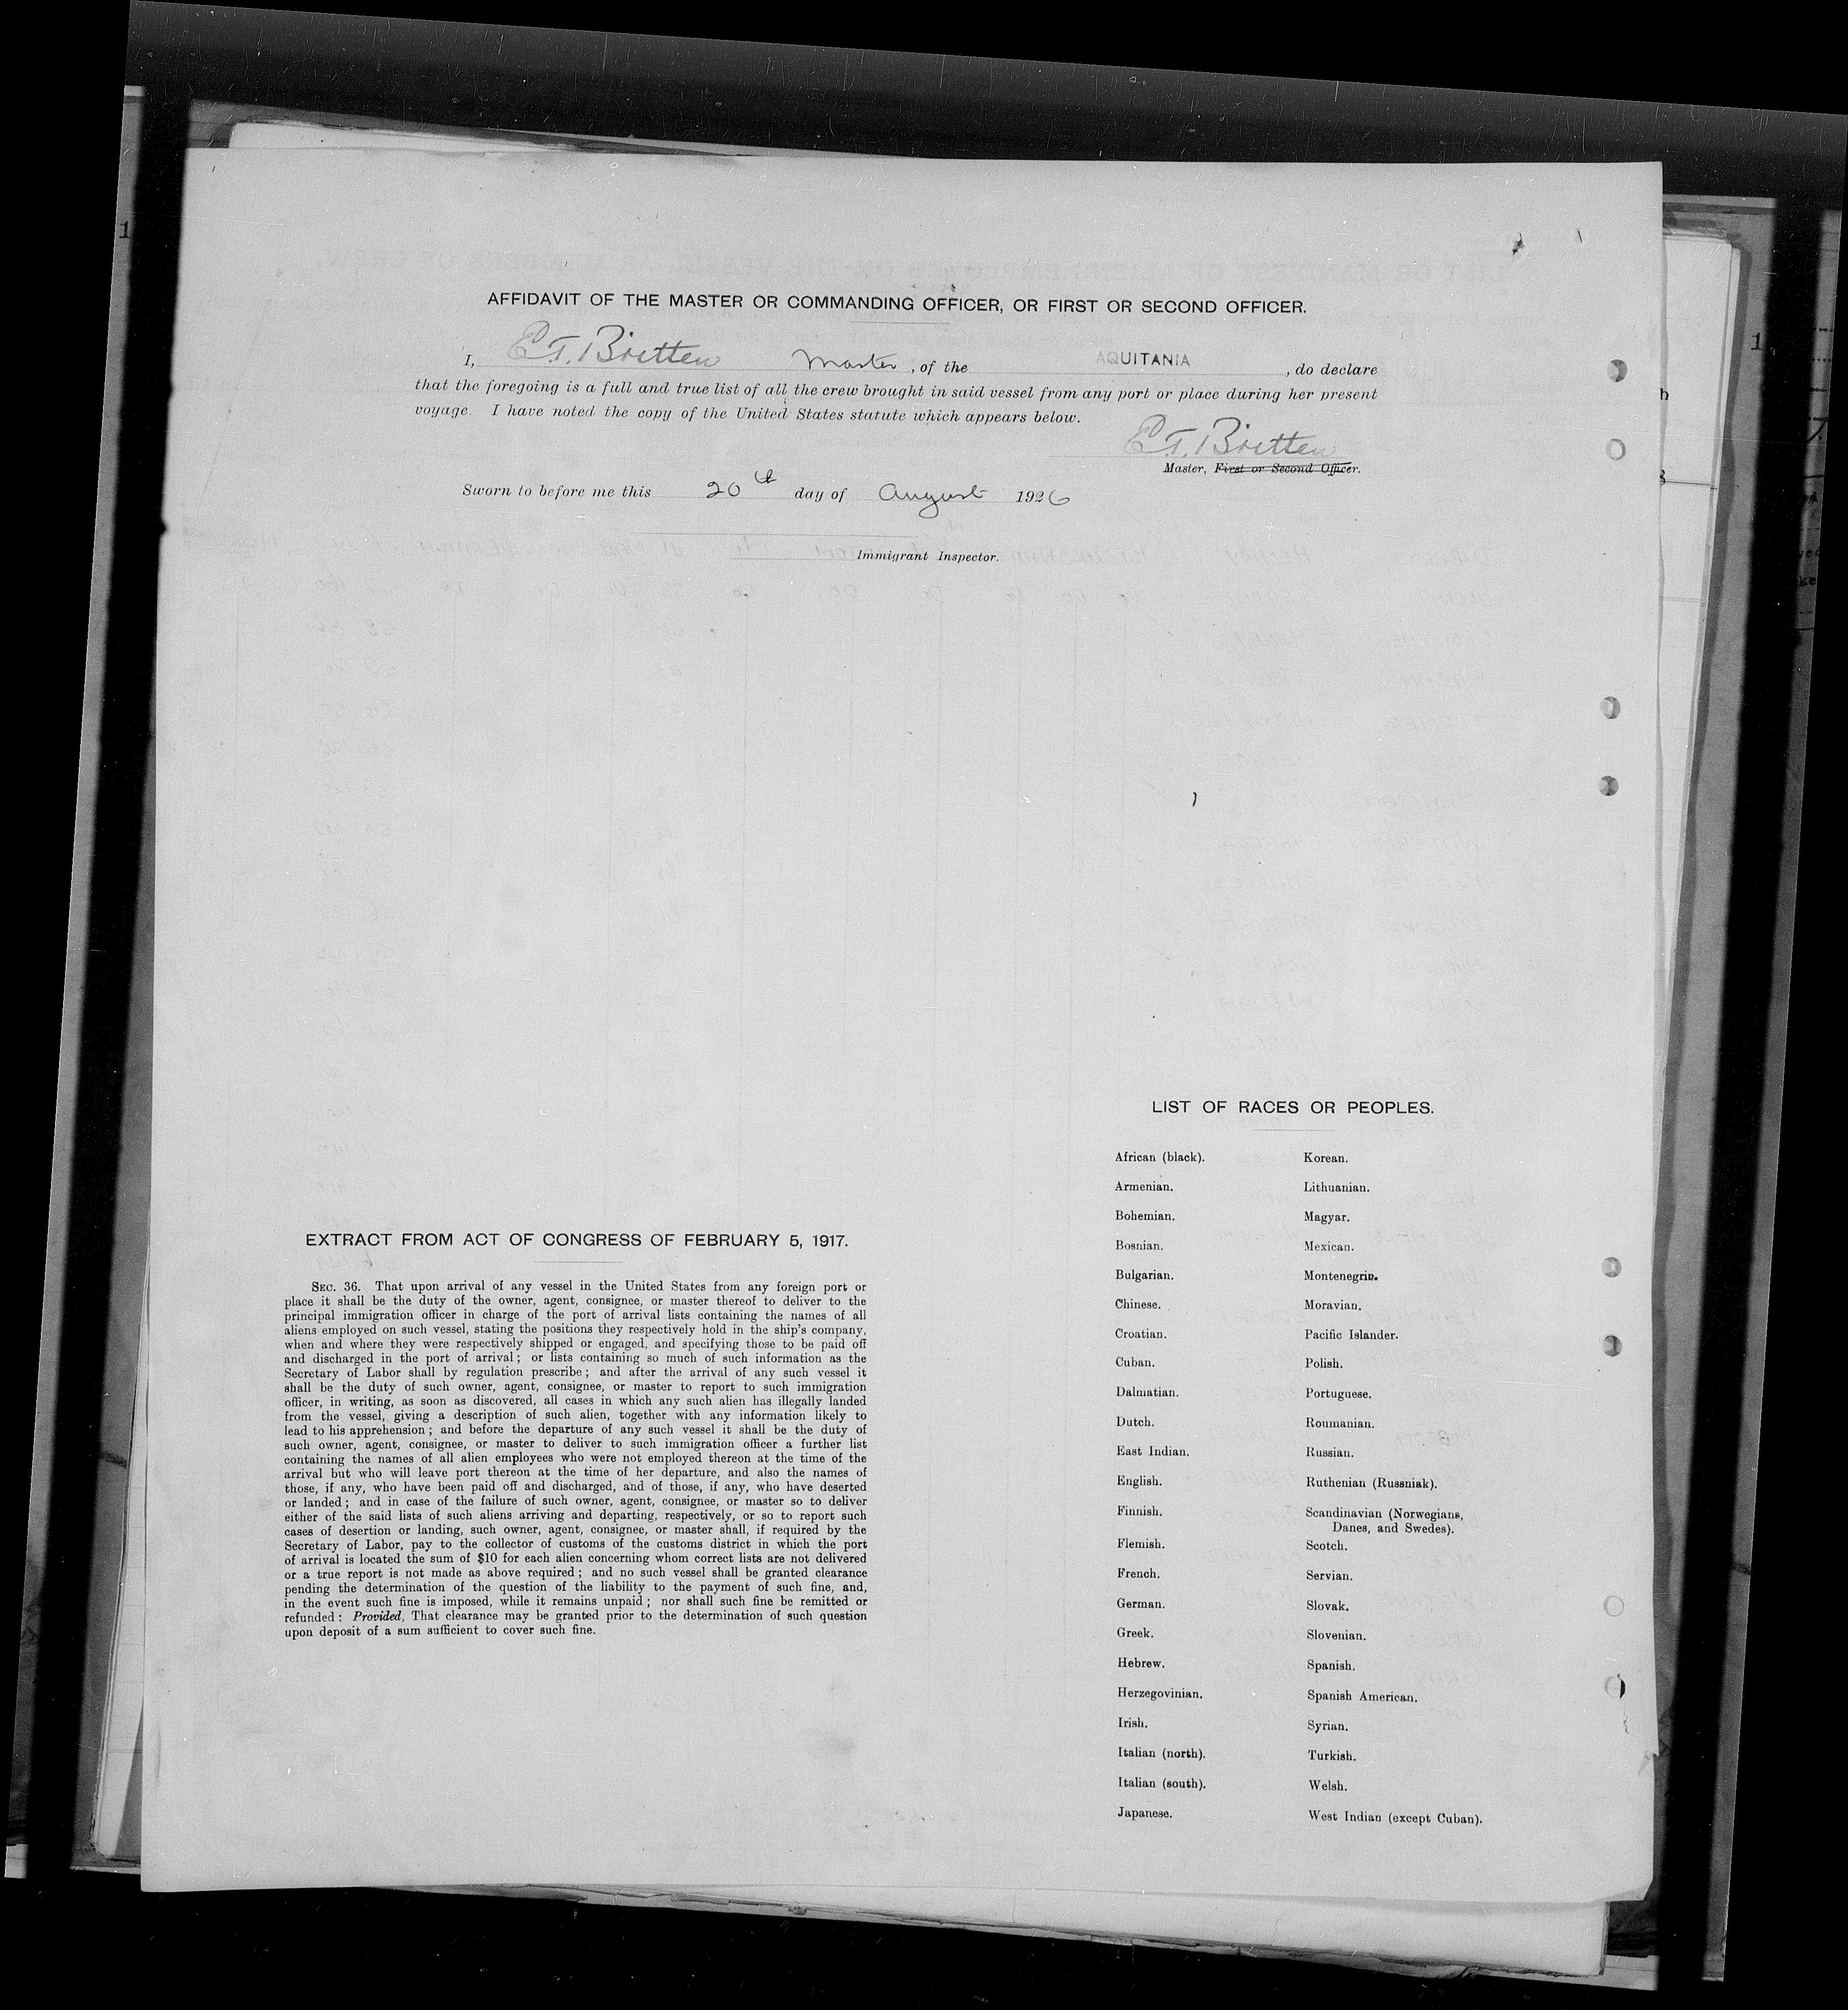 AFFIDAVIT OF THE MASTER OR COMMANDING OFFICER, OR FIRST OR SECOND OFFICER.
I, E.T. Britten Master, of the AQUITANIA, do declare
that the foregoing is a full and true list of all the crew brought in said vessel from any port or place during her present
voyage. I have noted the copy of the United States statute which appears below.
E.T. Britten
Master, First or Second Officer.
Sworn to before me this 20th day of August 1926
Immigrant Inspector.
EXTRACT FROM ACT OF CONGRESS OF FEBRUARY 5, 1917.
SEC. 36. That upon arrival of any vessel in the United States from any foreign port or
place it shall be the duty of the owner, agent, consignee, or master thereof to deliver to the
principal immigration officer in charge of the port of arrival lists containing the names of all
aliens employed on such vessel, stating the positions they respectively hold in the ship's company,
when and where they were respectively shipped or engaged, and specifying those to be paid off
and discharged in the port of arrival; or lists containing so much of such information as the
Secretary of Labor shall by regulation prescribe; and after the arrival of any such vessel it
shall be the duty of such owner, agent, consignee, or master to report to such immigration
officer, in writing, as soon as discovered, all cases in which any such alien has illegally landed
from the vessel, giving a description of such alien, together with any information likely to
lead to his apprehension; and before the departure of any such vessel it shall be the duty of
such owner, agent, consignee, or master to deliver to such immigration officer a further list
containing the names of all alien employees who were not employed thereon at the time of the
arrival but who will leave port thereon at the time of her departure, and also the names of
those, if any, who have been paid off and discharged, and of those, if any, who have deserted
or landed; and in case of the failure of such owner, agent, consignee, or master so to deliver
either of the said lists of such aliens arriving and departing, respectively, or so to report such
cases of desertion or landing, such owner, agent, consignee, or master shall, if required by the
Secretary of Labor, pay to the collector of customs of the customs district in which the port
of arrival is located the sum of $10 for each alien concerning whom correct lists are not delivered
or a true report is not made as above required; and no such vessel shall be granted clearance
pending the determination of the question of the liability to the payment of such fine, and,
in the event such fine is imposed, while it remains unpaid; nor shall such fine be remitted or
refunded: Provided, That clearance may be granted prior to the determination of such question
upon deposit of a sum sufficient to cover such fine.
LIST OF RACES OR PEOPLES.
African (black).
Armenian.
Bohemian.
Bosnian.
Bulgarian.
Chinese.
Croatian.
Cuban.
Dalmatian.
Dutch.
East Indian.
English.
Finnish.
Flemish.
French.
German.
Greek.
Hebrew.
Herzegovinian.
Irish.
Italian (north).
Italian (south).
Japanese.
Korean.
Lithuanian.
Magyar.
Mexican.
Montenegrin.
Moravian.
Pacific Islander.
Polish.
Portuguese.
Roumanian.
Russian.
Ruthenian (Russniak).
Scandinavian (Norwegians,
Danes, and Swedes).
Scotch.
Servian.
Slovak.
Slovenian.
Spanish.
Spanish American.
Syrian.
Turkish.
Welsh.
West Indian (except Cuban).